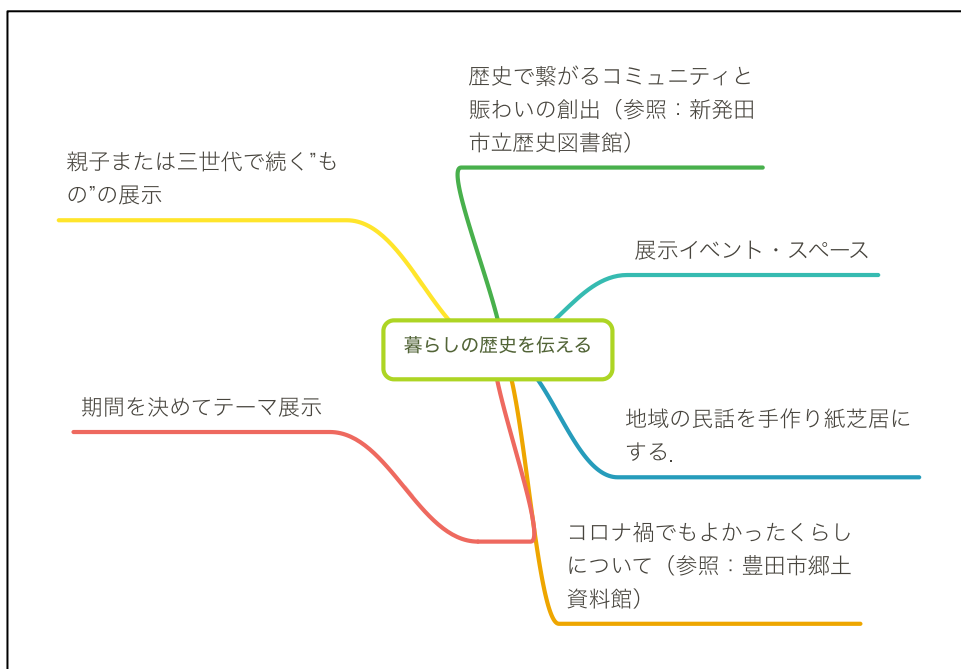 歴史で繋がるコミュニティと
賑わいの創出（参照：新発田
市立歴史図書館）
親子または三世代で続く”も
の”の展示
展示イベント・スペース
暮らしの歴史を伝える
期間を決めてテーマ展示
地域の民話を手作り紙芝居に
する.
コロナ禍でもよかったくらし
について（参照：豊田市郷土
資料館）